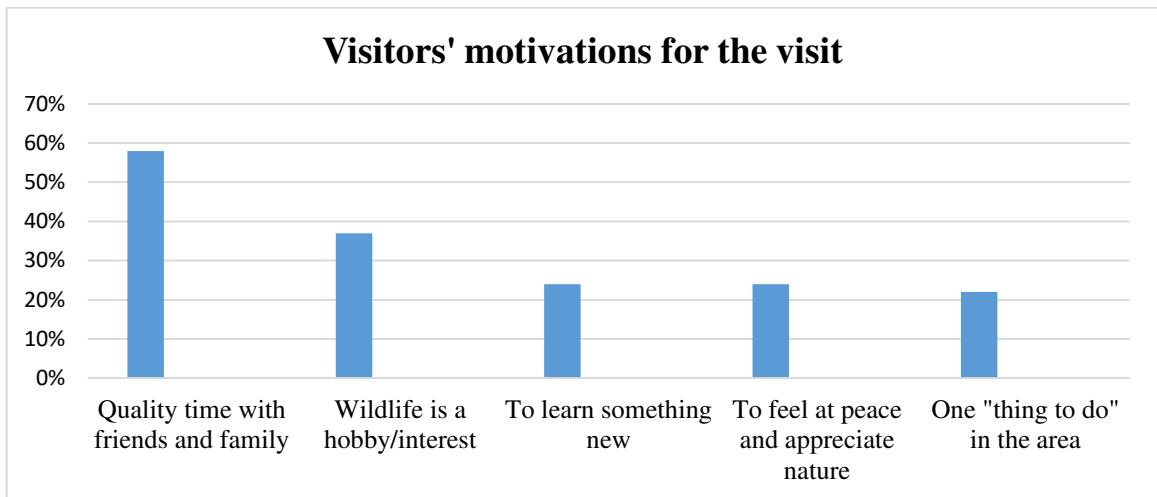 Visitors' motivations for the visit
70%
60%
50%
40%
30%
20%
10%
0%
Quality time with
friends and family
Wildlife is a
hobby/interest
To learn something
new
To feel at peace
and appreciate
nature
One "thing to do"
in the area